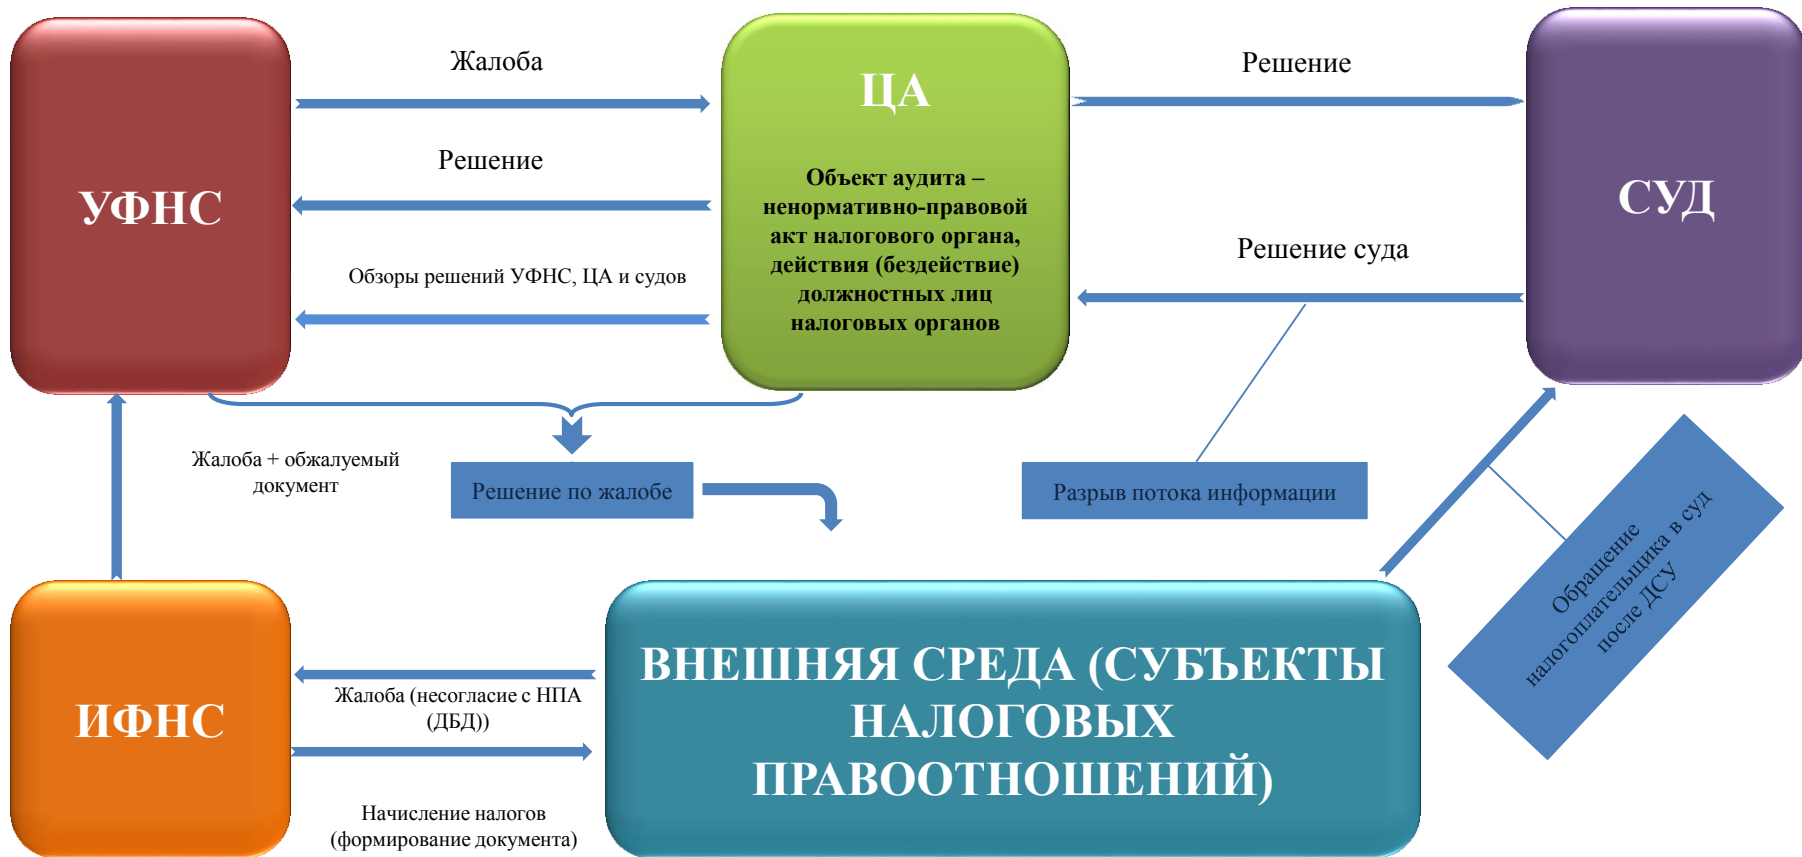 Жалоба
ЦА
Решение
УФНС
Решение
Объект аудита –
ненормативно-правовой
акт налогового органа,
действия (бездействие)
должностных лиц
налоговых органов
СУД
Решение суда
Обзоры решений УФНС, ЦА и судов
Жалоба + обжалуемый
документ
Решение по жалобе
Разрыв потока информации
Обращение
налогоплательщика в суд
после ДСУ
ИФНС
Жалоба (несогласие с НПА
(ДБД))
Начисление налогов
(формирование документа)
ВНЕШНЯЯ СРЕДА (СУБЪЕКТЫ
НАЛОГОВЫХ
ПРАВООТНОШЕНИЙ)